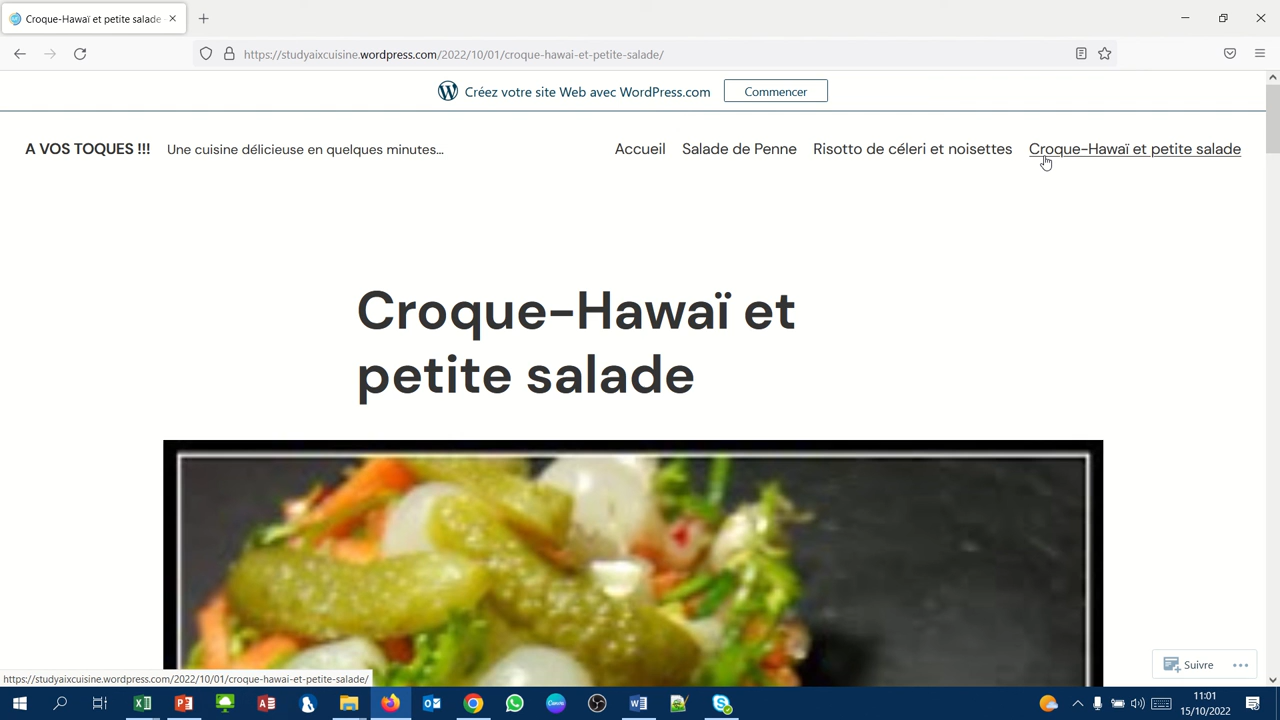 Croque-Hawaï et petite salade
https://studyaixcuisine.wordpress.com/2022/10/01/croque-hawai-et-petite-salade/
Créez votre site Web avec WordPress.com Commencer
A VOS TOQUES !!! Une cuisine délicieuse en quelques minutes... Accueil Salade de Penne Risotto de céleri et noisettes Croque-Hawaï et petite salade
Croque-Hawaï et
petite salade
Suivre
https://studyaixcuisine.wordpress.com/2022/10/01/croque-hawai-et-petite-salade/
11:01
15/10/2022